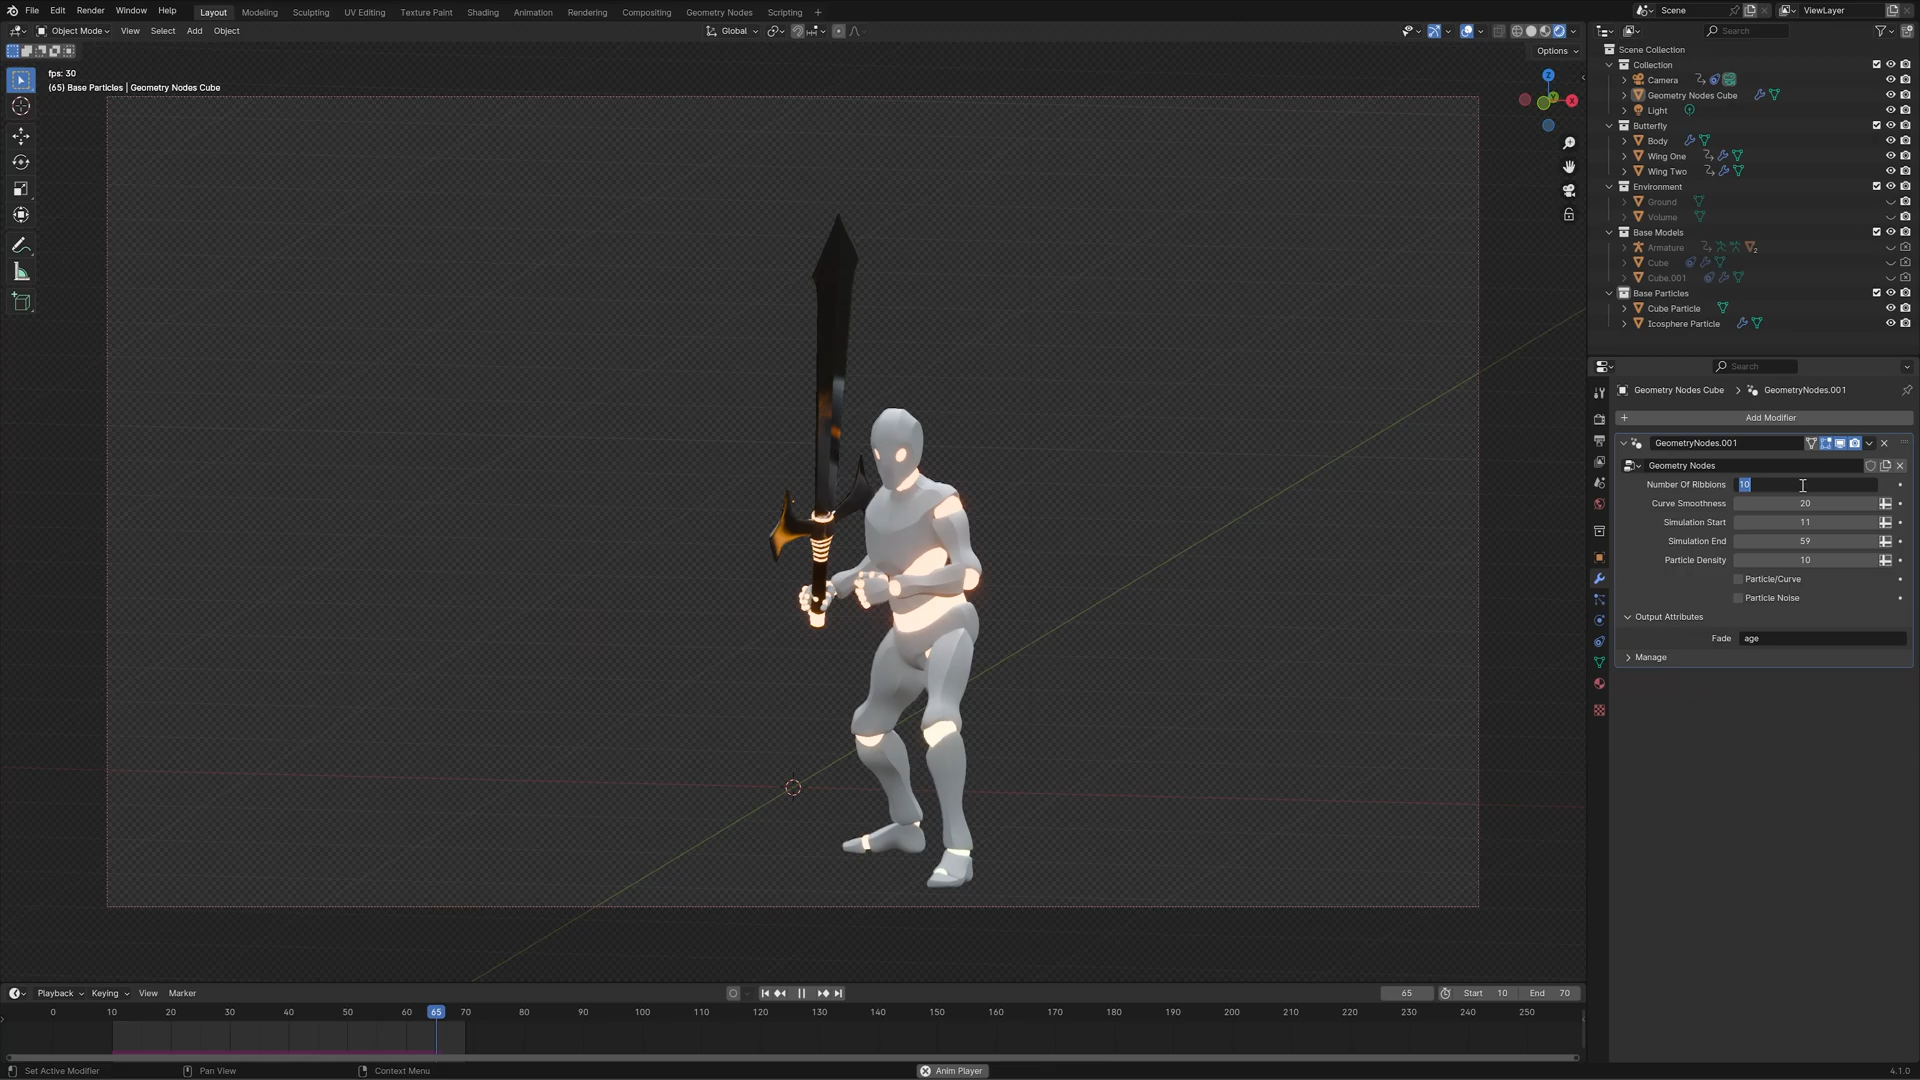 File Edit Render Window Help Layout Modeling Sculpting UV Editing Texture Paint Shading Animation Rendering Compositing Geometry Nodes Scripting + Scene ViewLayer
Object Mode View Select Add Object Global Search
Options
fps: 30
(65) Base Particles | Geometry Nodes Cube
Z
X
Scene Collection
Collection
Camera
Geometry Nodes Cube
Light
Butterfly
Body
Wing One
Wing Two
Environment
Ground
Volume
Base Models
Armature 2
Cube
Cube.001
Base Particles
Cube Particle
Icosphere Particle
Search
Geometry Nodes Cube > GeometryNodes.001
+ Add Modifier
GeometryNodes.001
Geometry Nodes
Number Of Ribbions 10
Curve Smoothness 20
Simulation Start 11
Simulation End 59
Particle Density 10
Particle/Curve
Particle Noise
Output Attributes
Fade age
Manage
Playback Keying View Marker 65 Start 10 End 70
0 10 20 30 40 50 60 65 70 80 90 100 110 120 130 140 150 160 170 180 190 200 210 220 230 240 250
Set Active Modifier Pan View Context Menu Anim Player 4.1.0